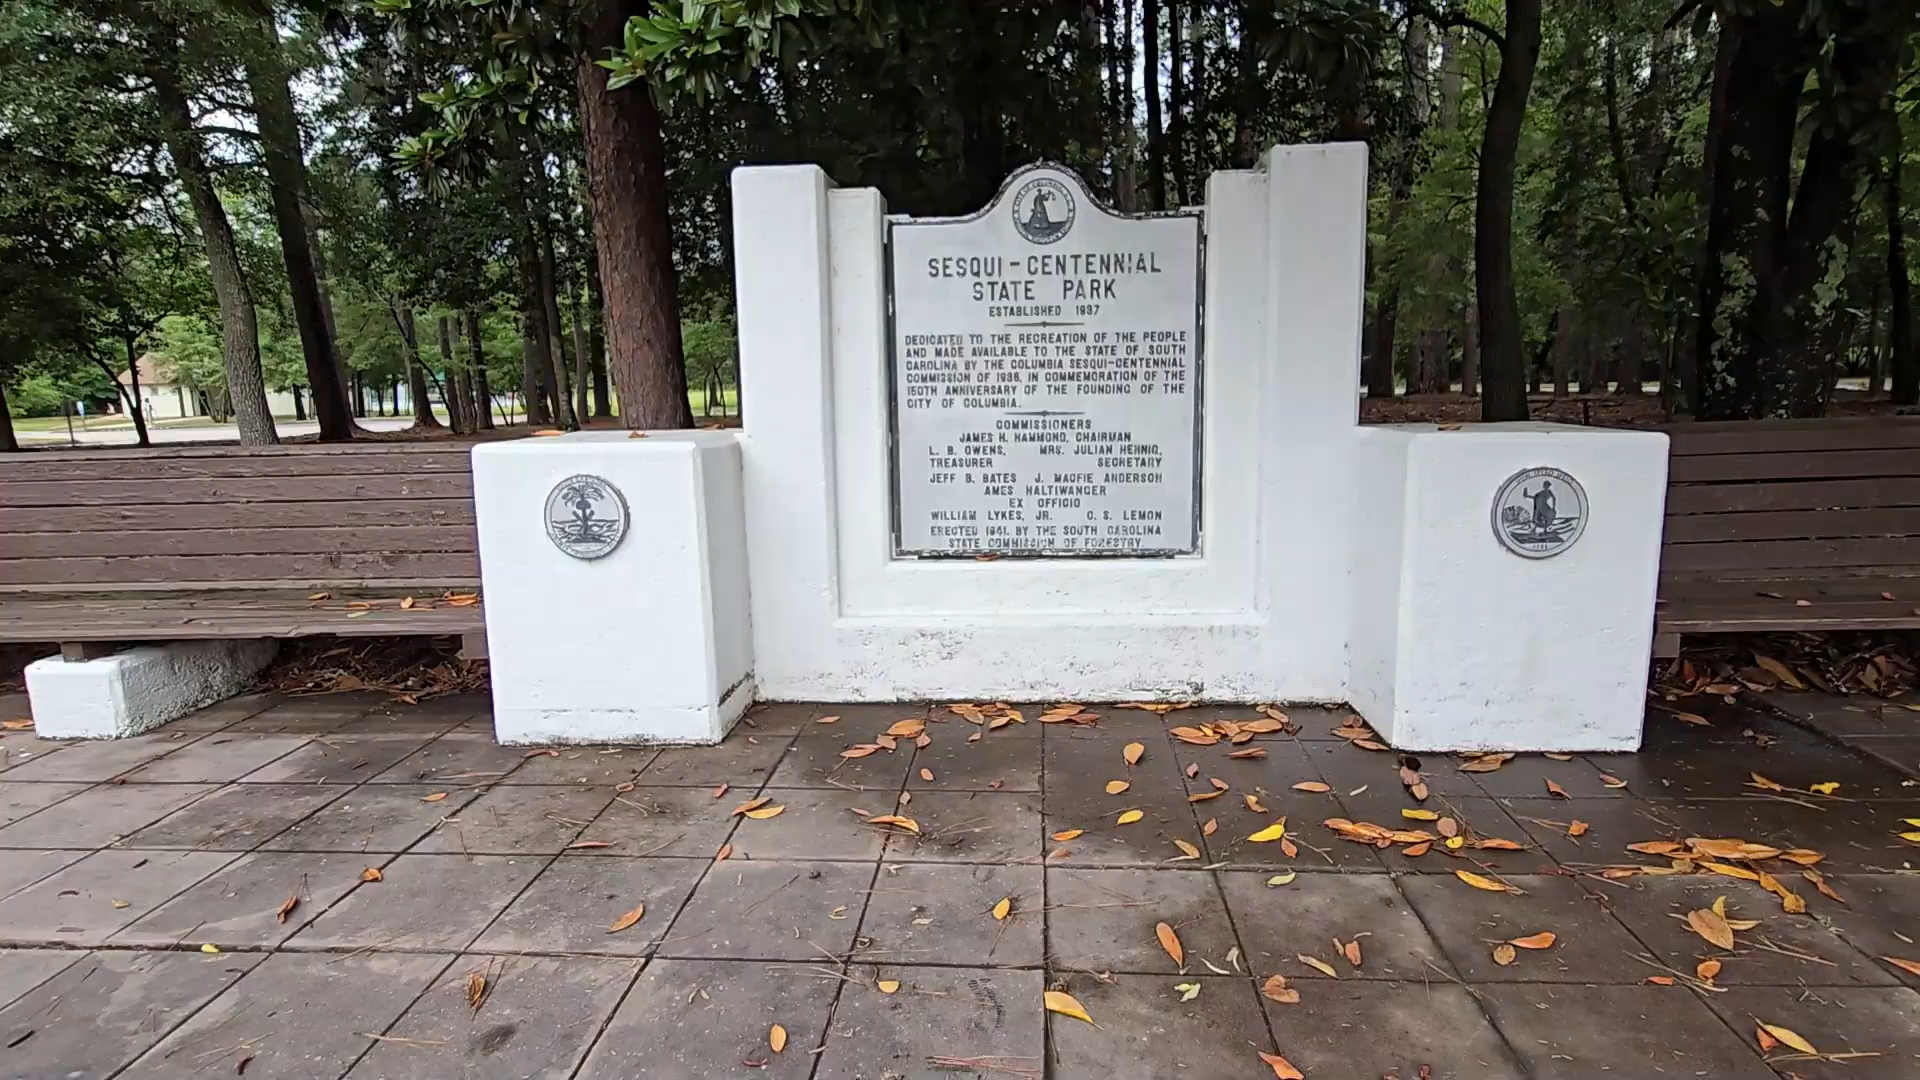 SESQUI-CENTENNIAL
STATE PARK
ESTABLISHED 1937
DEDICATED TO THE RECREATION OF THE PEOPLE
AND MADE AVAILABLE TO THE STATE OF SOUTH
CAROLINA BY THE COLUMBIA SESQUI-CENTENNIAL
COMMISSION OF 1936, IN COMMEMORATION OF THE
150TH ANNIVERSARY OF THE FOUNDING OF THE
CITY OF COLUMBIA.
COMMISSIONERS
JAMES H. HAMMOND, CHAIRMAN
L. B. OWENS, MRS. JULIAN HENNIG,
TREASURER SECRETARY
JEFF B. BATES J. MACFIE ANDERSON
AMES HALTIWANGER
EX OFFICIO
WILLIAM LYKES, JR. C. S. LEMON
ERECTED 1941, BY THE SOUTH CAROLINA
STATE COMMISSION OF FORESTRY